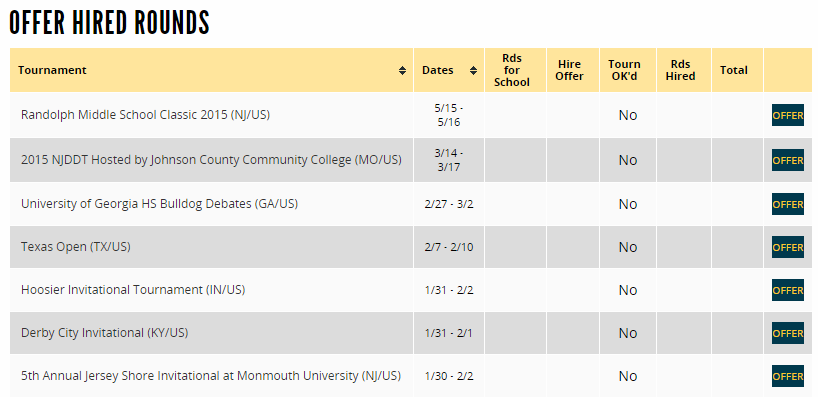 OFFER HIRED ROUNDS
Tournament Dates Rds for School Hire Offer Tourn OK'd Rds Hired Total
Randolph Middle School Classic 2015 (NJ/US) 5/15 - 5/16 No OFFER
2015 NJDDT Hosted by Johnson County Community College (MO/US) 3/14 - 3/17 No OFFER
University of Georgia HS Bulldog Debates (GA/US) 2/27 - 3/2 No OFFER
Texas Open (TX/US) 2/7 - 2/10 No OFFER
Hoosier Invitational Tournament (IN/US) 1/31 - 2/2 No OFFER
Derby City Invitational (KY/US) 1/31 - 2/1 No OFFER
5th Annual Jersey Shore Invitational at Monmouth University (NJ/US) 1/30 - 2/2 No OFFER